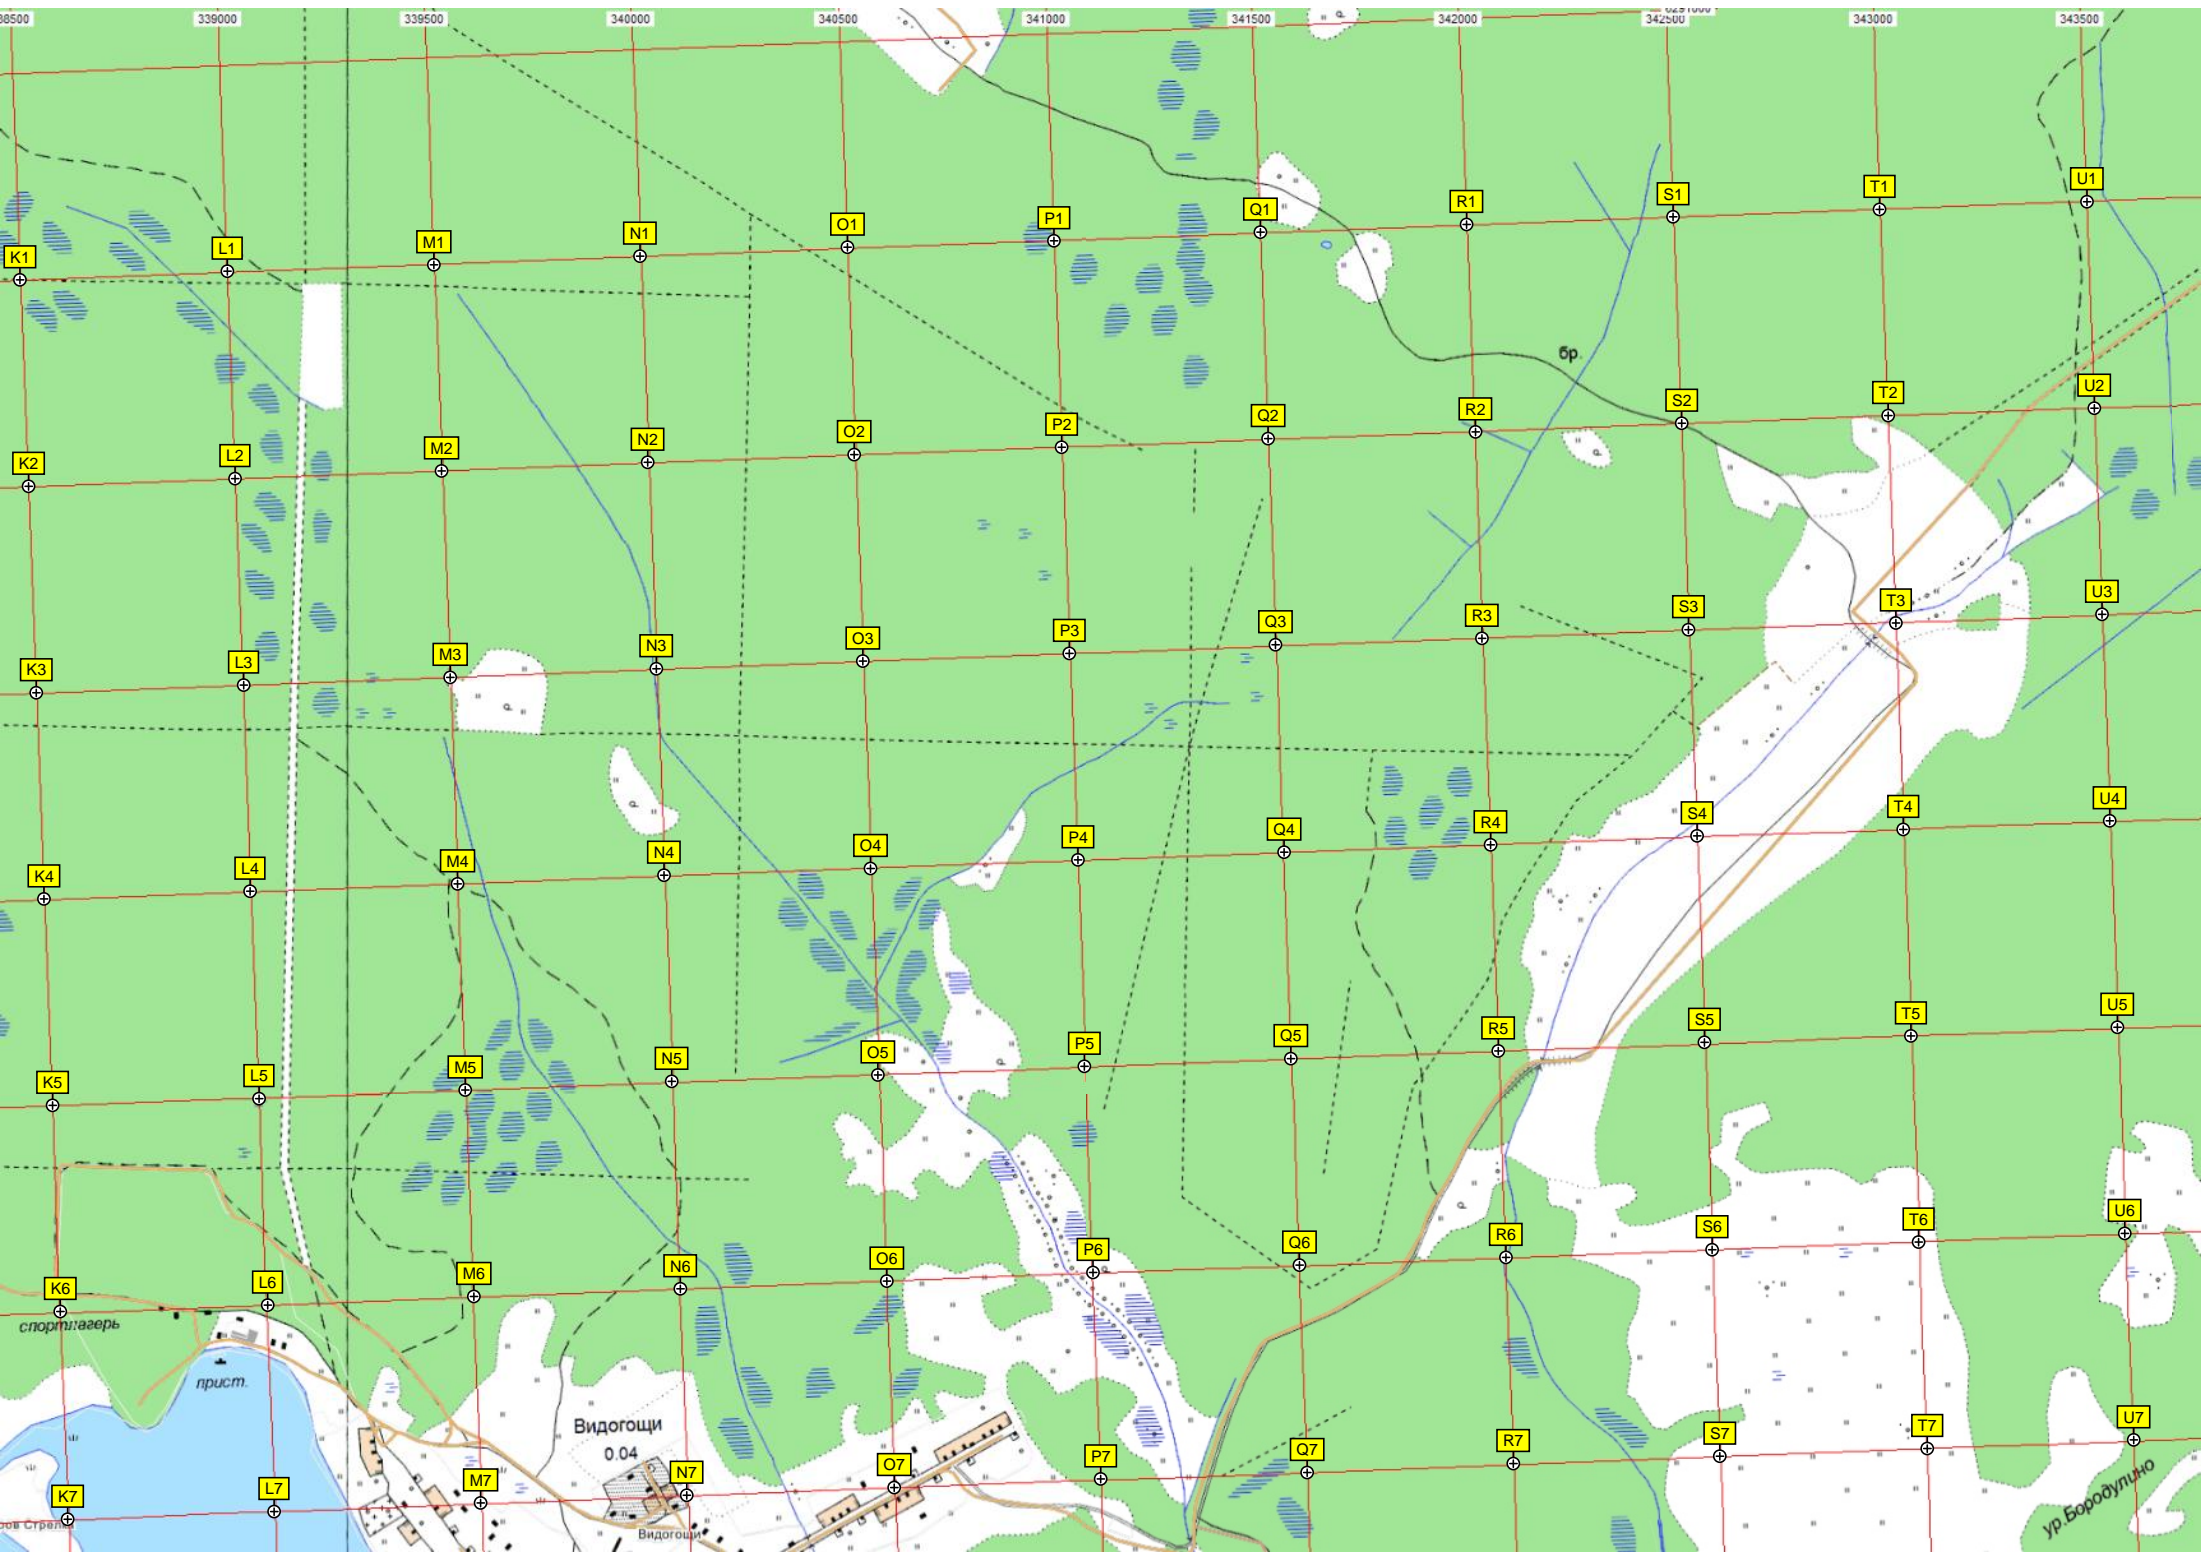 38500 339000 339500 340000 340500 341000 341500 342000 342500 343000 343500
K1 L1 M1 N1 O1 P1 Q1 R1 S1 T1 U1
бр.
K2 L2 M2 N2 O2 P2 Q2 R2 S2 T2 U2
K3 L3 M3 N3 O3 P3 Q3 R3 S3 T3 U3
р
р
K4 L4 M4 N4 O4 P4 Q4 R4 S4 T4 U4
K5 L5 M5 N5 O5 P5 Q5 R5 S5 T5 U5
K6 L6 M6 N6 O6 P6 Q6 R6 S6 T6 U6
спортлагерь
прист.
Видогощи
0.04
K7 L7 M7 N7 O7 P7 Q7 R7 S7 T7 U7
ров Стрелка
Видогощи
ур.Бородулино